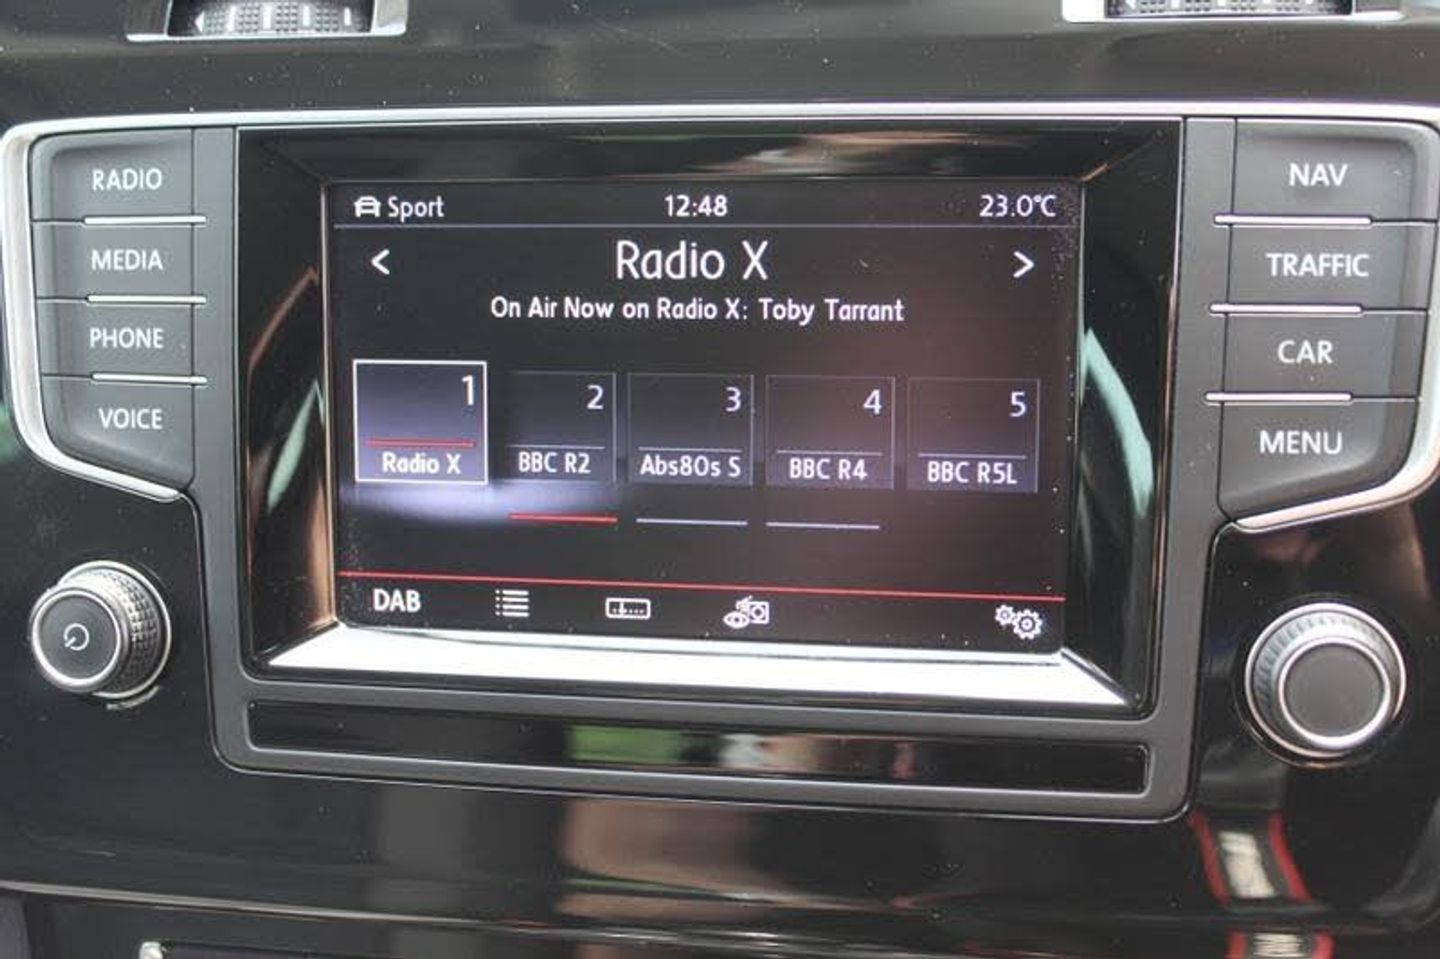 RADIO
MEDIA
PHONE
VOICE
Sport 12:48 23.0°C
< Radio X >
On Air Now on Radio X: Toby Tarrant
1 2 3 4 5
Radio X BBC R2 Abs80s S BBC R4 BBC R5L
DAB
NAV
TRAFFIC
CAR
MENU